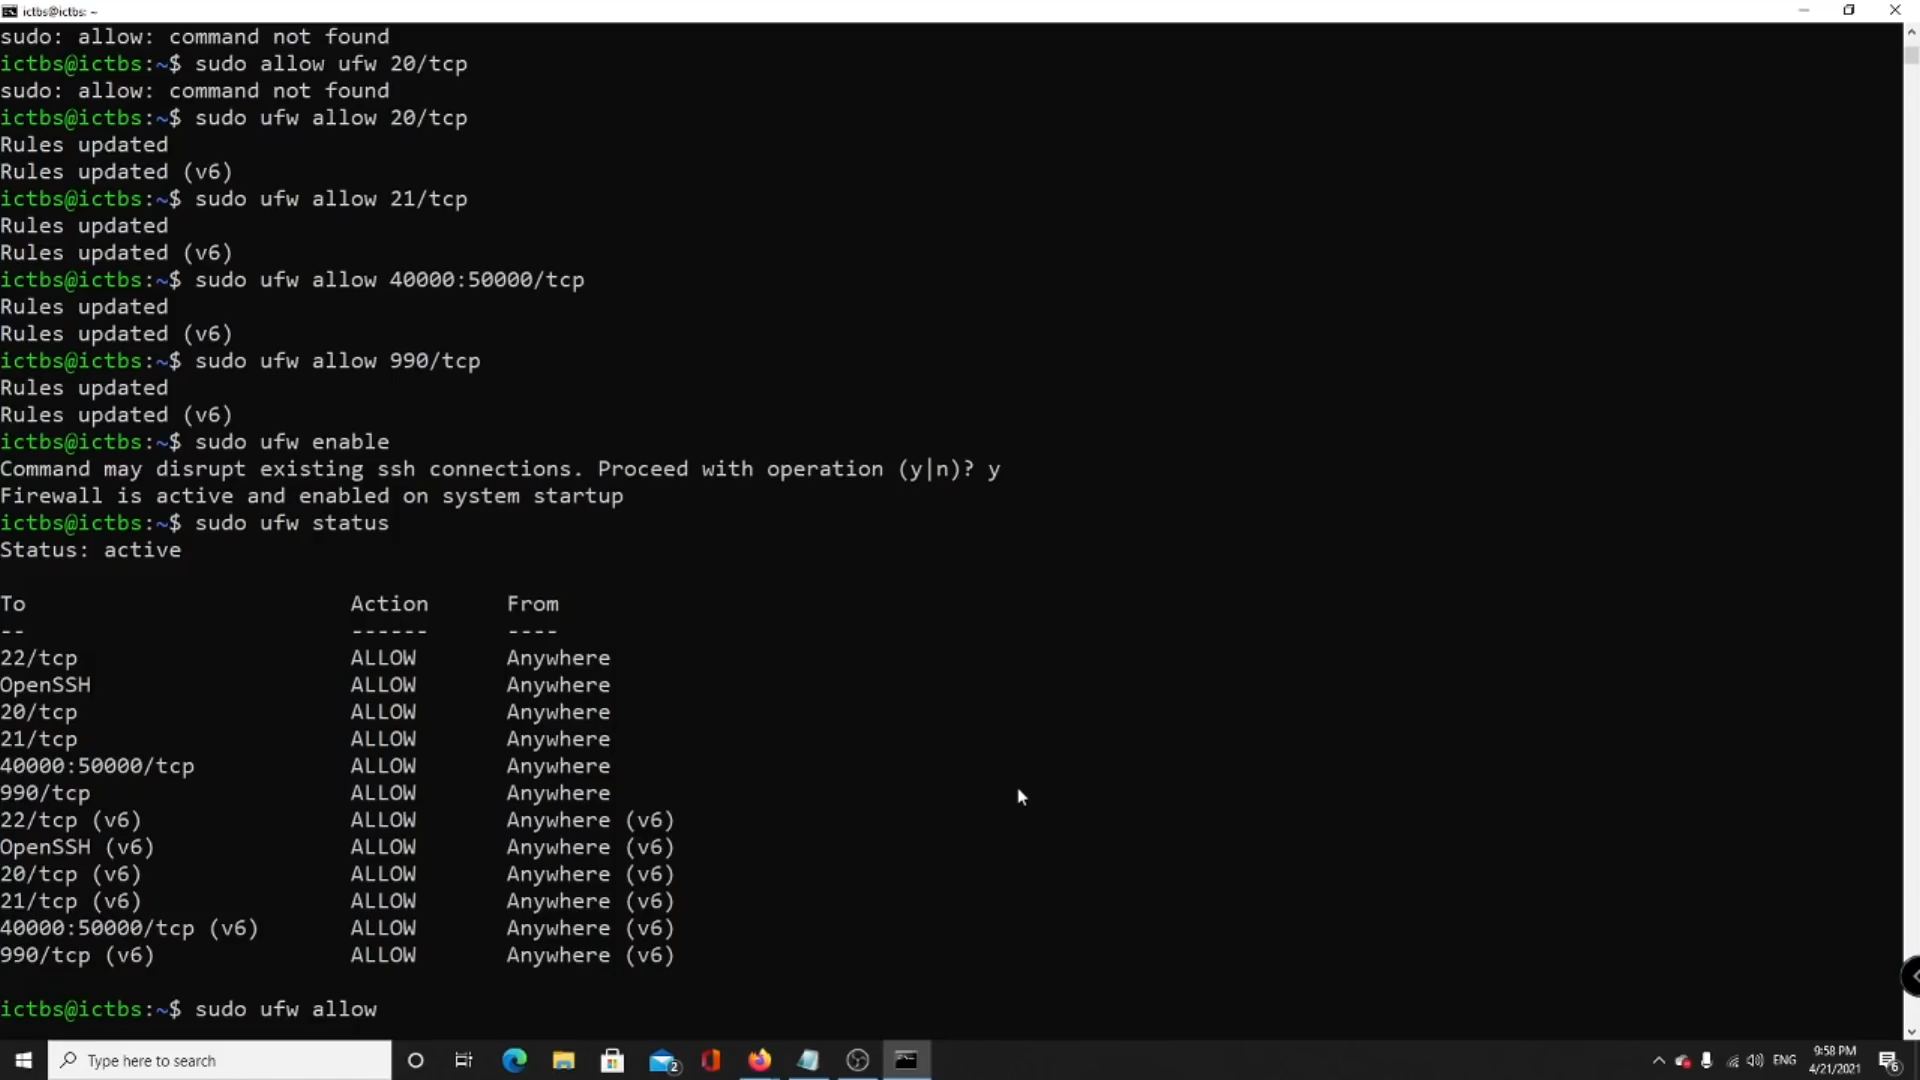 ictbs@ictbs: ~
sudo: allow: command not found
ictbs@ictbs:~$ sudo allow ufw 20/tcp
sudo: allow: command not found
ictbs@ictbs:~$ sudo ufw allow 20/tcp
Rules updated
Rules updated (v6)
ictbs@ictbs:~$ sudo ufw allow 21/tcp
Rules updated
Rules updated (v6)
ictbs@ictbs:~$ sudo ufw allow 40000:50000/tcp
Rules updated
Rules updated (v6)
ictbs@ictbs:~$ sudo ufw allow 990/tcp
Rules updated
Rules updated (v6)
ictbs@ictbs:~$ sudo ufw enable
Command may disrupt existing ssh connections. Proceed with operation (y|n)? y
Firewall is active and enabled on system startup
ictbs@ictbs:~$ sudo ufw status
Status: active
To Action From
-- ------ ----
22/tcp ALLOW Anywhere
OpenSSH ALLOW Anywhere
20/tcp ALLOW Anywhere
21/tcp ALLOW Anywhere
40000:50000/tcp ALLOW Anywhere
990/tcp ALLOW Anywhere
22/tcp (v6) ALLOW Anywhere (v6)
OpenSSH (v6) ALLOW Anywhere (v6)
20/tcp (v6) ALLOW Anywhere (v6)
21/tcp (v6) ALLOW Anywhere (v6)
40000:50000/tcp (v6) ALLOW Anywhere (v6)
990/tcp (v6) ALLOW Anywhere (v6)
ictbs@ictbs:~$ sudo ufw allow
Type here to search 2 ENG 9:58 PM 6
4/21/2021